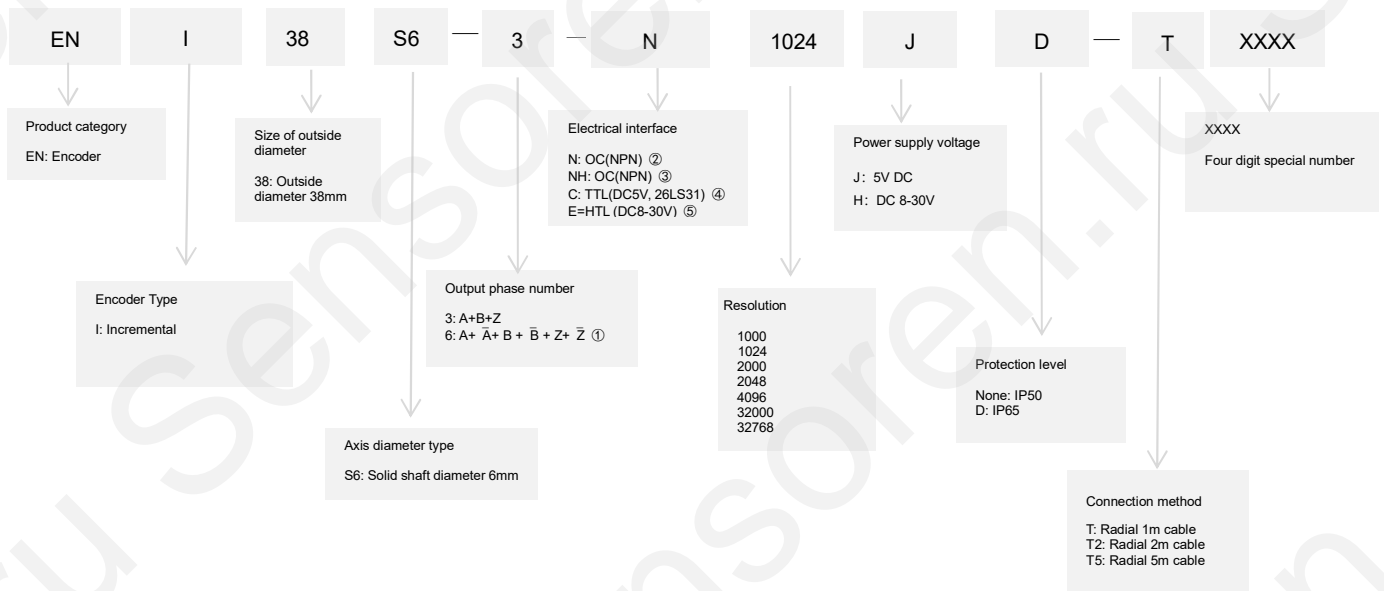 EN I 38 S6 — 3 — N 1024 J D — T XXXX
Product category
EN: Encoder
Encoder Type
I: Incremental
Size of outside
diameter
38: Outside
diameter 38mm
Axis diameter type
S6: Solid shaft diameter 6mm
Output phase number
3: A+B+Z
6: A+ A̅+ B + B̅ + Z+ Z̅ ①
Electrical interface
N: OC(NPN) ②
NH: OC(NPN) ③
C: TTL(DC5V, 26LS31) ④
E=HTL (DC8-30V) ⑤
Resolution
1000
1024
2000
2048
4096
32000
32768
Power supply voltage
J: 5V DC
H: DC 8-30V
Protection level
None: IP50
D: IP65
Connection method
T: Radial 1m cable
T2: Radial 2m cable
T5: Radial 5m cable
XXXX
Four digit special number
Sensoren.ru